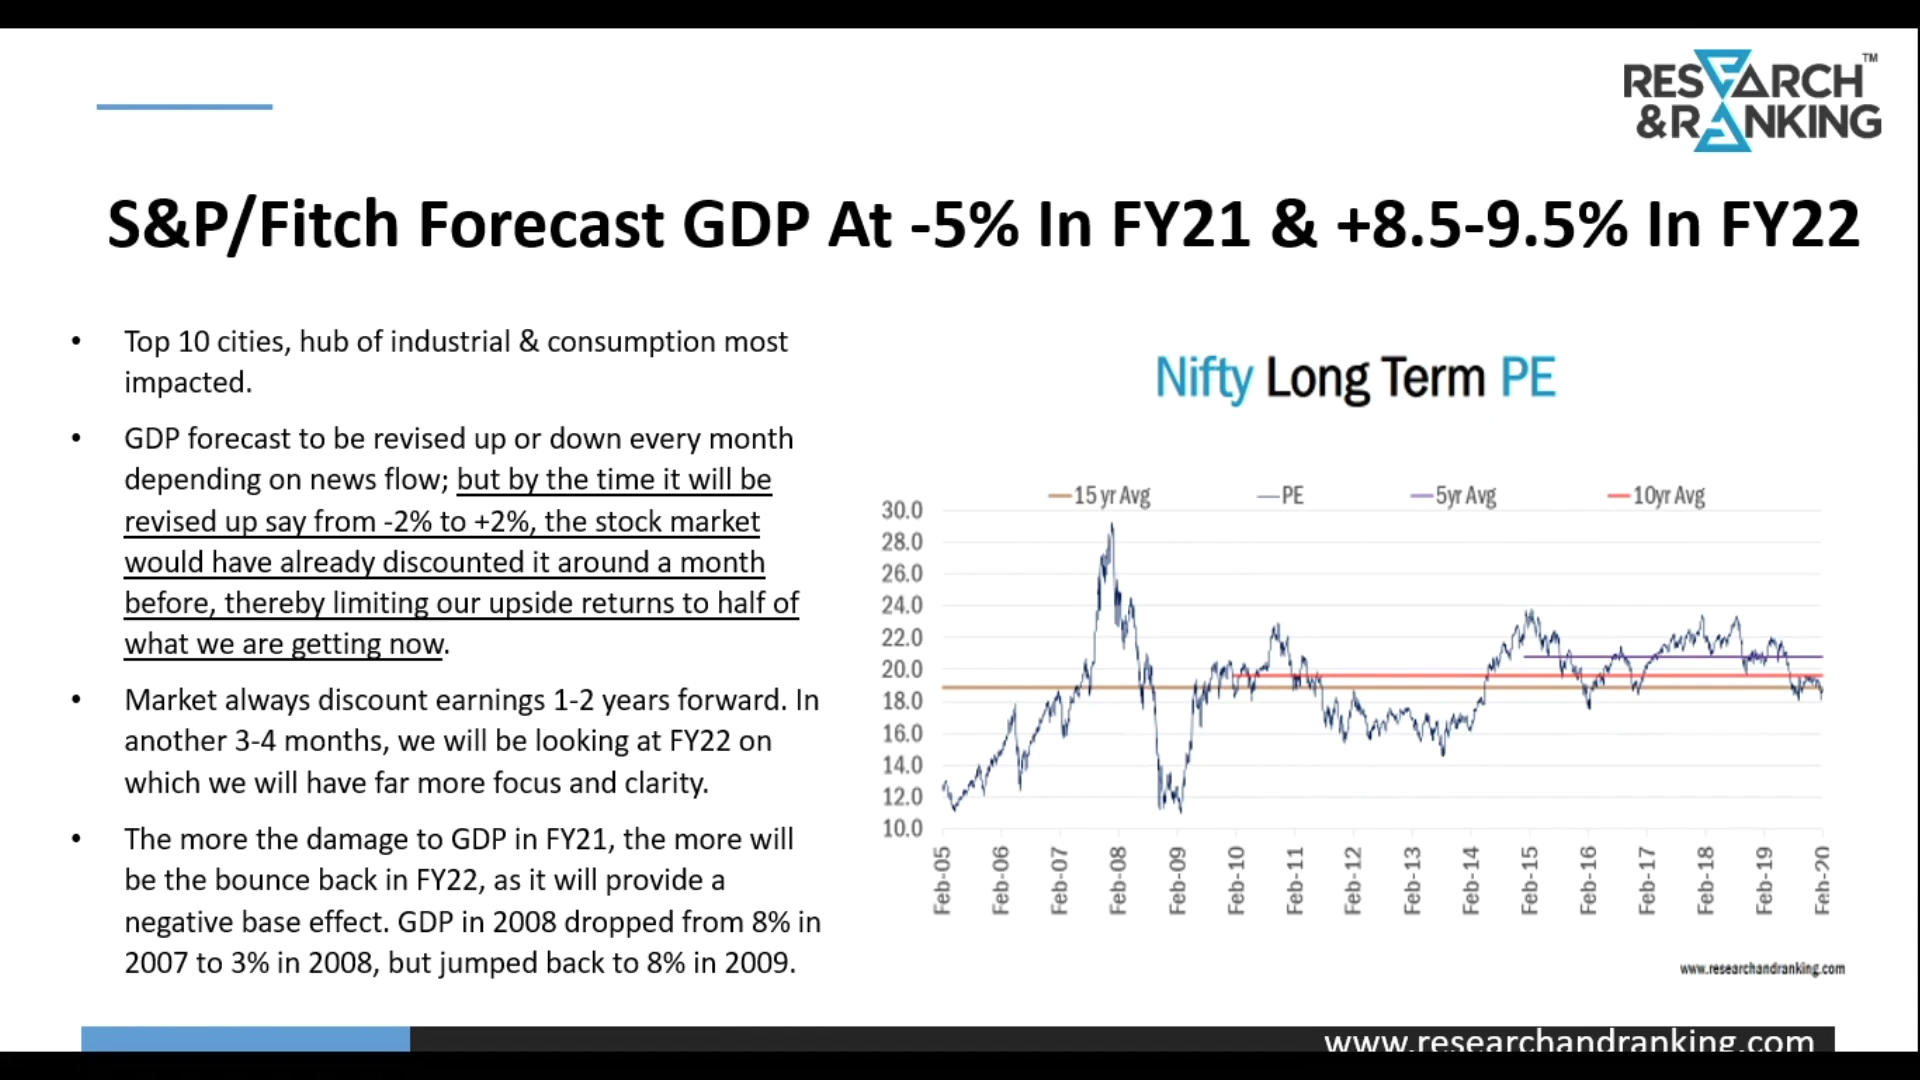 RESEARCH™
&RANKING
S&P/Fitch Forecast GDP At -5% In FY21 & +8.5-9.5% In FY22
• Top 10 cities, hub of industrial & consumption most
impacted.
• GDP forecast to be revised up or down every month
depending on news flow; but by the time it will be
revised up say from -2% to +2%, the stock market
would have already discounted it around a month
before, thereby limiting our upside returns to half of
what we are getting now.
• Market always discount earnings 1-2 years forward. In
another 3-4 months, we will be looking at FY22 on
which we will have far more focus and clarity.
• The more the damage to GDP in FY21, the more will
be the bounce back in FY22, as it will provide a
negative base effect. GDP in 2008 dropped from 8% in
2007 to 3% in 2008, but jumped back to 8% in 2009.
Nifty Long Term PE
15 yr Avg PE 5yr Avg 10yr Avg
30.0
28.0
26.0
24.0
22.0
20.0
18.0
16.0
14.0
12.0
10.0
Feb-05 Feb-06 Feb-07 Feb-08 Feb-09 Feb-10 Feb-11 Feb-12 Feb-13 Feb-14 Feb-15 Feb-16 Feb-17 Feb-18 Feb-19 Feb-20
www.researchandranking.com
www.researchandranking.com